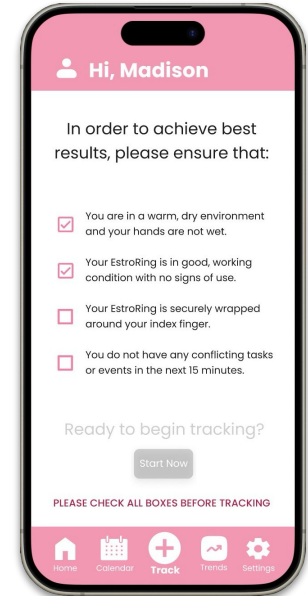 Hi, Madison
In order to achieve best
results, please ensure that:
You are in a warm, dry environment
and your hands are not wet.
Your EstroRing is in good, working
condition with no signs of use.
Your EstroRing is securely wrapped
around your index finger.
You do not have any conflicting tasks
or events in the next 15 minutes.
Ready to begin tracking?
Start Now
PLEASE CHECK ALL BOXES BEFORE TRACKING
Home Calendar Track Trends Settings